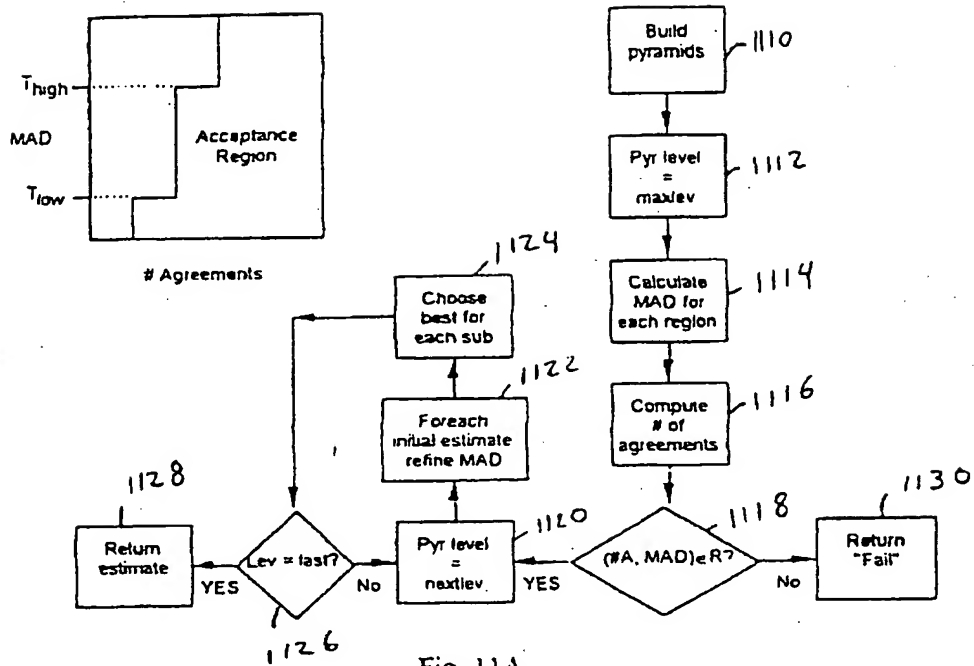 Thigh
MAD
Tlow
Acceptance
Region
# Agreements
Build
pyramids
1110
Pyr level
=
maxlev
1112
Calculate
MAD for
each region
1114
Compute
# of
agreements
1116
(#A, MAD)∈R?
1118
YES
No
Return
"Fail"
1130
Pyr level
=
nextlev
1120
Foreach
initial estimate
refine MAD
1122
Choose
best for
each sub
1124
Lev = last?
1126
YES
No
Return
estimate
1128
Fig. 11A